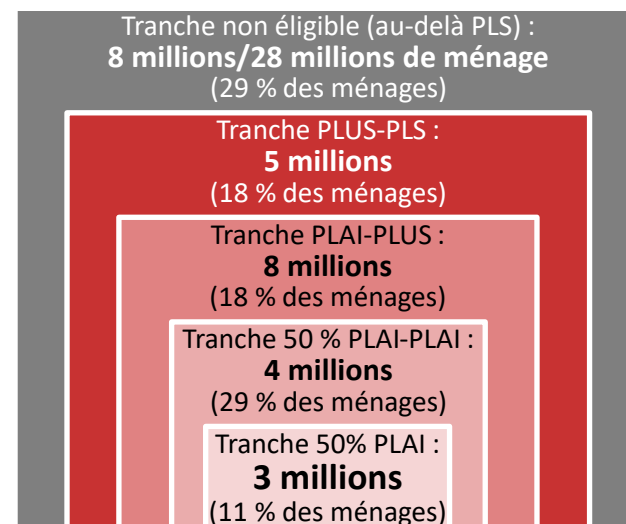 Tranche non éligible (au-delà PLS) :
8 millions/28 millions de ménage
(29 % des ménages)
Tranche PLUS-PLS :
5 millions
(18 % des ménages)
Tranche PLAI-PLUS :
8 millions
(18 % des ménages)
Tranche 50 % PLAI-PLAI :
4 millions
(29 % des ménages)
Tranche 50% PLAI :
3 millions
(11 % des ménages)